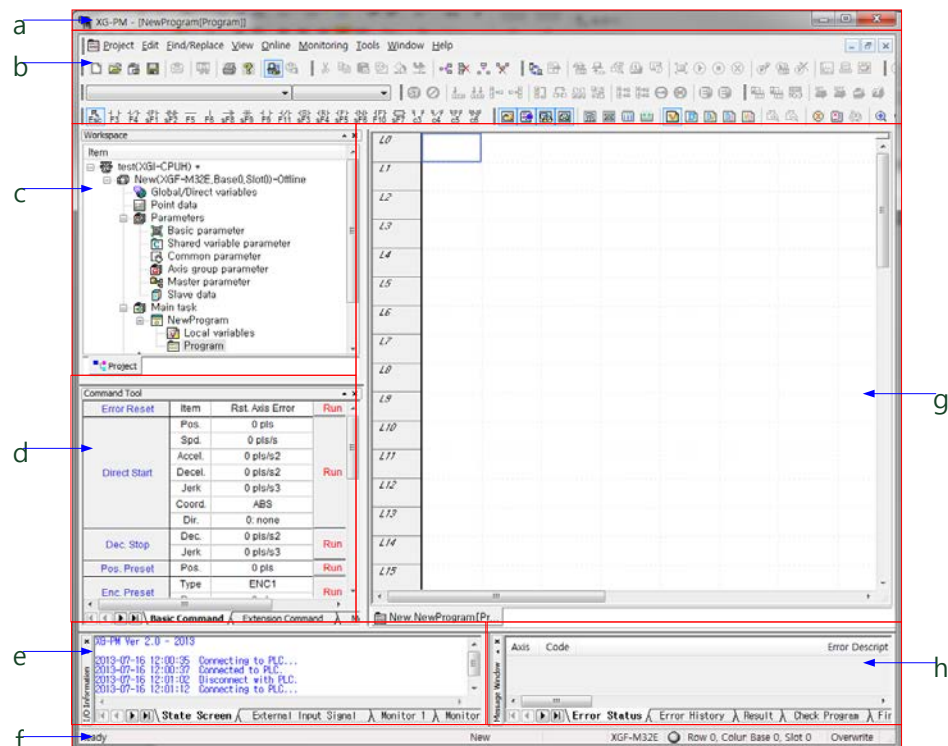 a
XG-PM - [NewProgram[Program]]
Project Edit Find/Replace View Online Monitoring Tools Window Help
b
Workspace
Item
c
test(XGI-CPUH) *
New(XGF-M32E,Base0,Slot0)-Offline
Global/Direct variables
Point data
Parameters
Basic parameter
Shared variable parameter
Common parameter
Axis group parameter
Master parameter
Slave data
Main task
NewProgram
Local variables
Program
Project
L0
L1
L2
L3
L4
L5
L6
L7
L8
L9
L10
L11
L12
L13
L14
L15
g
New.NewProgram[Pr...
Command Tool
d
Error Reset Item Rst. Axis Error Run
Pos. 0 pls
Spd. 0 pls/s
Accel. 0 pls/s2
Direct Start Decel. 0 pls/s2 Run
Jerk 0 pls/s3
Coord. ABS
Dir. 0: none
Dec. Stop Dec. 0 pls/s2 Run
Jerk 0 pls/s3
Pos. Preset Pos. 0 pls Run
Enc. Preset Type ENC1 Run
Basic Command Extension Command
e
I/O Information
XG-PM Ver 2.0 - 2013
2013-07-16 12:00:35 Connecting to PLC...
2013-07-16 12:00:37 Connected to PLC.
2013-07-16 12:01:02 Disconnect with PLC.
2013-07-16 12:01:12 Connecting to PLC...
State Screen External Input Signal Monitor 1 Monitor
Message Window
Axis Code Error Descript
h
Error Status Error History Result Check Program Fir
f
Ready New XGF-M32E Row 0, Colur Base 0, Slot 0 Overwrite